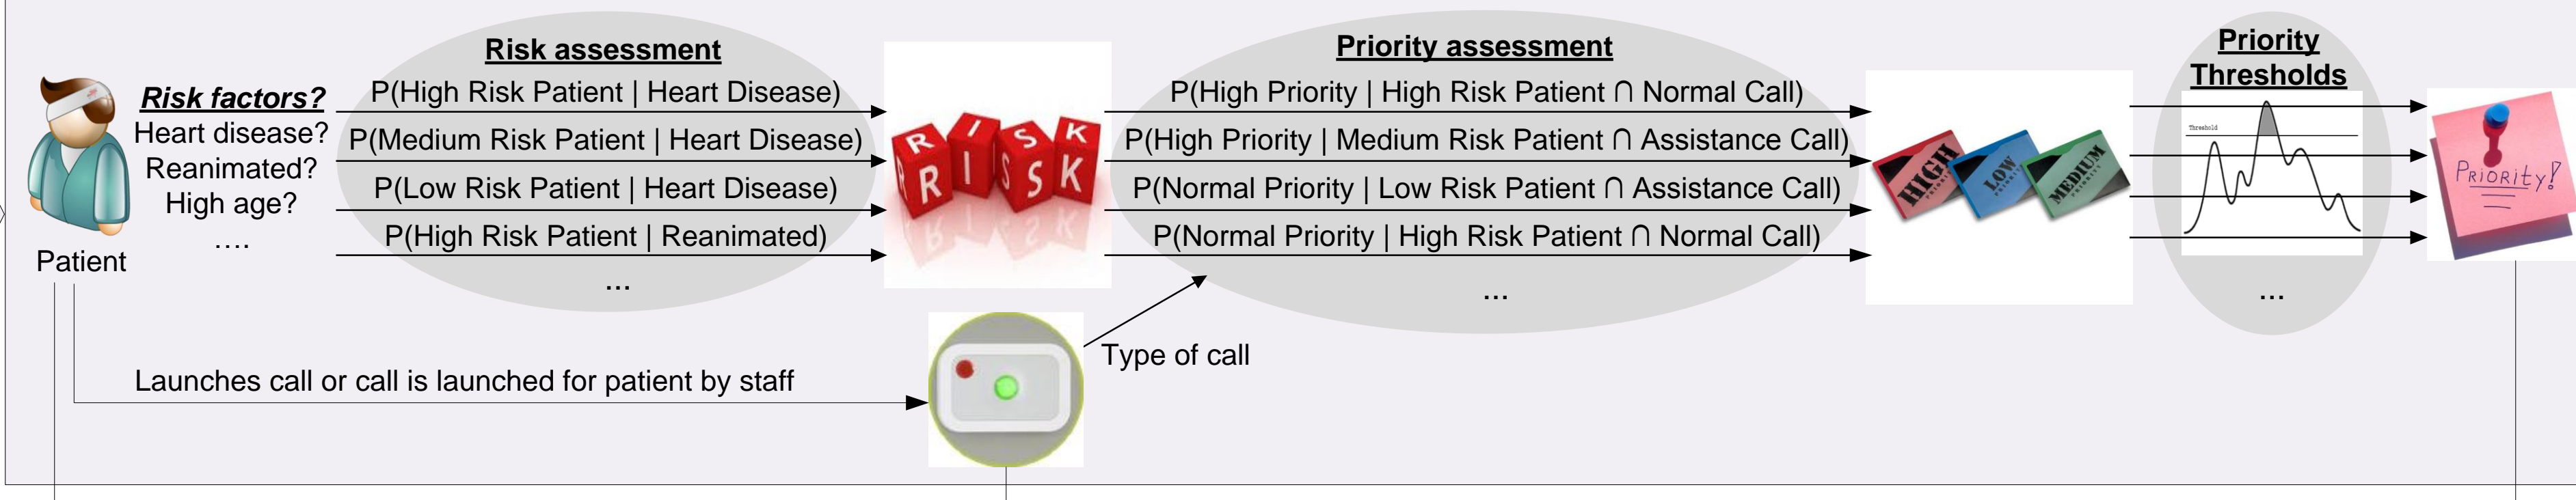 Risk assessment
Priority assessment
Priority
Thresholds
Risk factors?
Heart disease?
Reanimated?
High age?
....
Patient
P(High Risk Patient | Heart Disease)
P(Medium Risk Patient | Heart Disease)
P(Low Risk Patient | Heart Disease)
P(High Risk Patient | Reanimated)
...
RISK
RISK
P(High Priority | High Risk Patient ∩ Normal Call)
P(High Priority | Medium Risk Patient ∩ Assistance Call)
P(Normal Priority | Low Risk Patient ∩ Assistance Call)
P(Normal Priority | High Risk Patient ∩ Normal Call)
...
HIGH
PRIORITY
LOW
PRIORITY
MEDIUM
PRIORITY
Threshold
...
PRIORITY!
Type of call
Launches call or call is launched for patient by staff